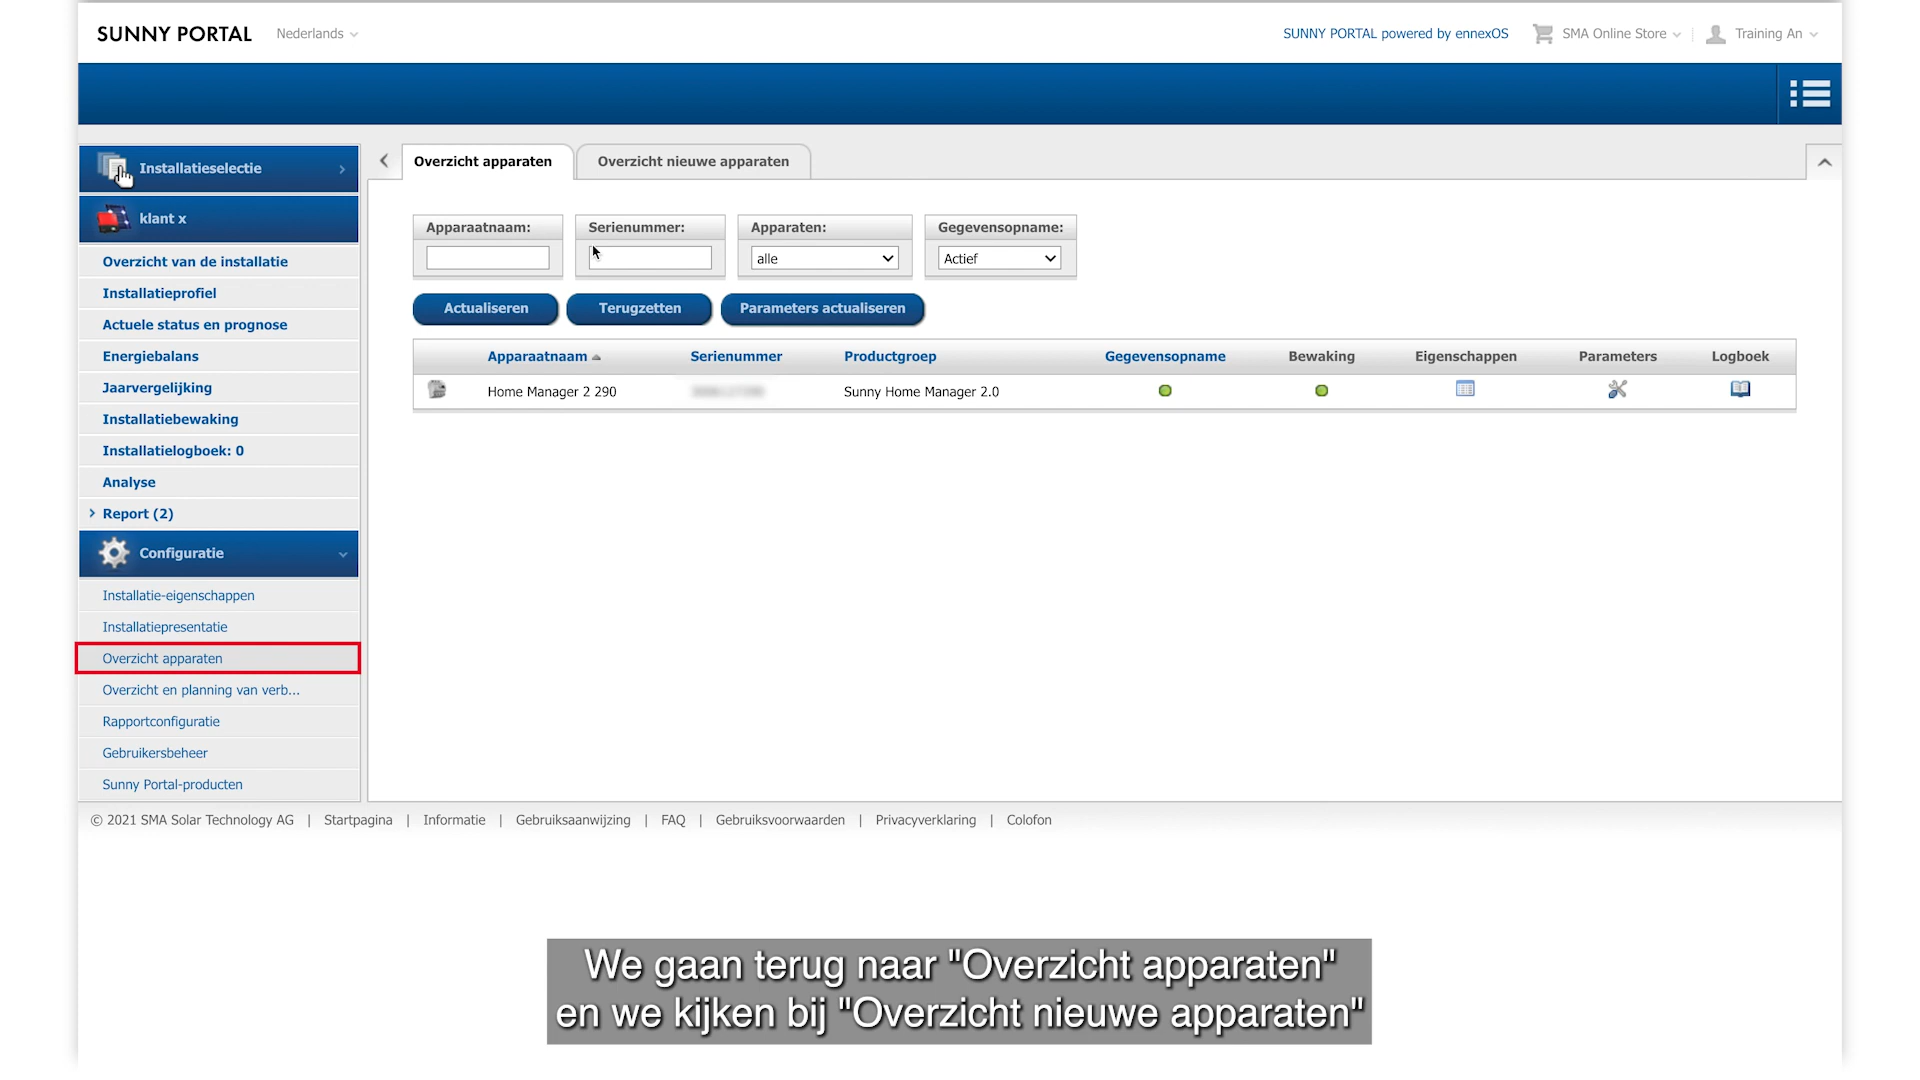 SUNNY PORTAL Nederlands SUNNY PORTAL powered by ennexOS SMA Online Store Training An
Installatieselectie
klant x
Overzicht van de installatie
Installatieprofiel
Actuele status en prognose
Energiebalans
Jaarvergelijking
Installatiebewaking
Installatielogboek: 0
Analyse
Report (2)
Configuratie
Installatie-eigenschappen
Installatiepresentatie
Overzicht apparaten
Overzicht en planning van verb...
Rapportconfiguratie
Gebruikersbeheer
Sunny Portal-producten
Overzicht apparaten Overzicht nieuwe apparaten
Apparaatnaam: Serienummer: Apparaten: Gegevensopname:
alle Actief
Actualiseren Terugzetten Parameters actualiseren
Apparaatnaam Serienummer Productgroep Gegevensopname Bewaking Eigenschappen Parameters Logboek
Home Manager 2 290 Sunny Home Manager 2.0
© 2021 SMA Solar Technology AG | Startpagina | Informatie | Gebruiksaanwijzing | FAQ | Gebruiksvoorwaarden | Privacyverklaring | Colofon
We gaan terug naar "Overzicht apparaten"
en we kijken bij "Overzicht nieuwe apparaten"